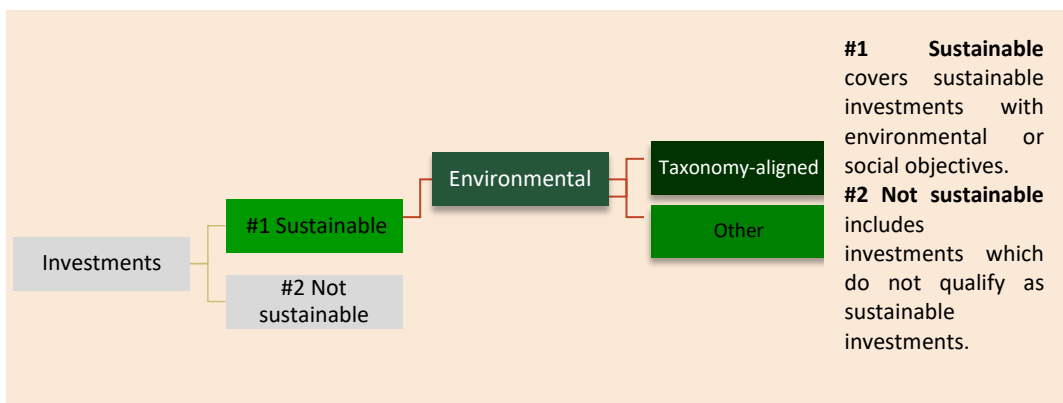 Investments
#1 Sustainable
#2 Not
sustainable
Environmental
Taxonomy-aligned
Other
#1 Sustainable
covers sustainable
investments with
environmental or
social objectives.
#2 Not sustainable
includes
investments which
do not qualify as
sustainable
investments.